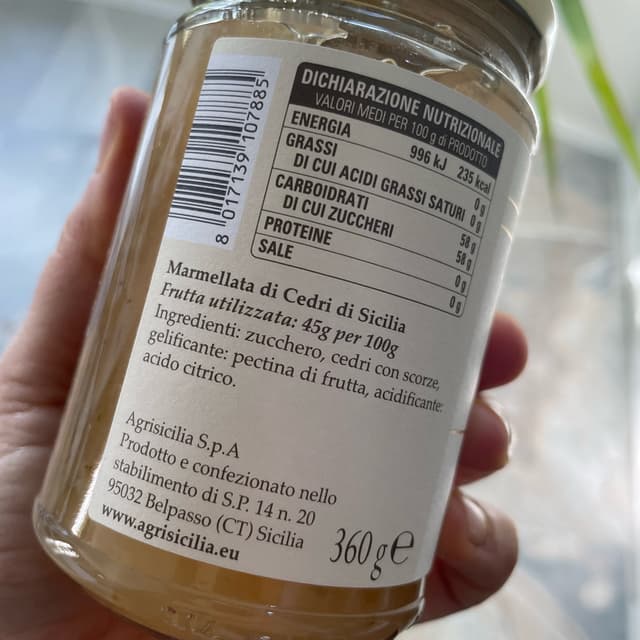 8 017139 107885
DICHIARAZIONE NUTRIZIONALE
VALORI MEDI PER 100 g di PRODOTTO
ENERGIA 996 kJ 235 kcal
GRASSI 0 g
DI CUI ACIDI GRASSI SATURI 0 g
CARBOIDRATI 58 g
DI CUI ZUCCHERI 58 g
PROTEINE 0 g
SALE 0 g
Marmellata di Cedri di Sicilia
Frutta utilizzata: 45g per 100g
Ingredienti: zucchero, cedri con scorze,
gelificante: pectina di frutta, acidificante:
acido citrico.
Agrisicilia S.p.A
Prodotto e confezionato nello
stabilimento di S.P. 14 n. 20
95032 Belpasso (CT) Sicilia
www.agrisicilia.eu
360 g e